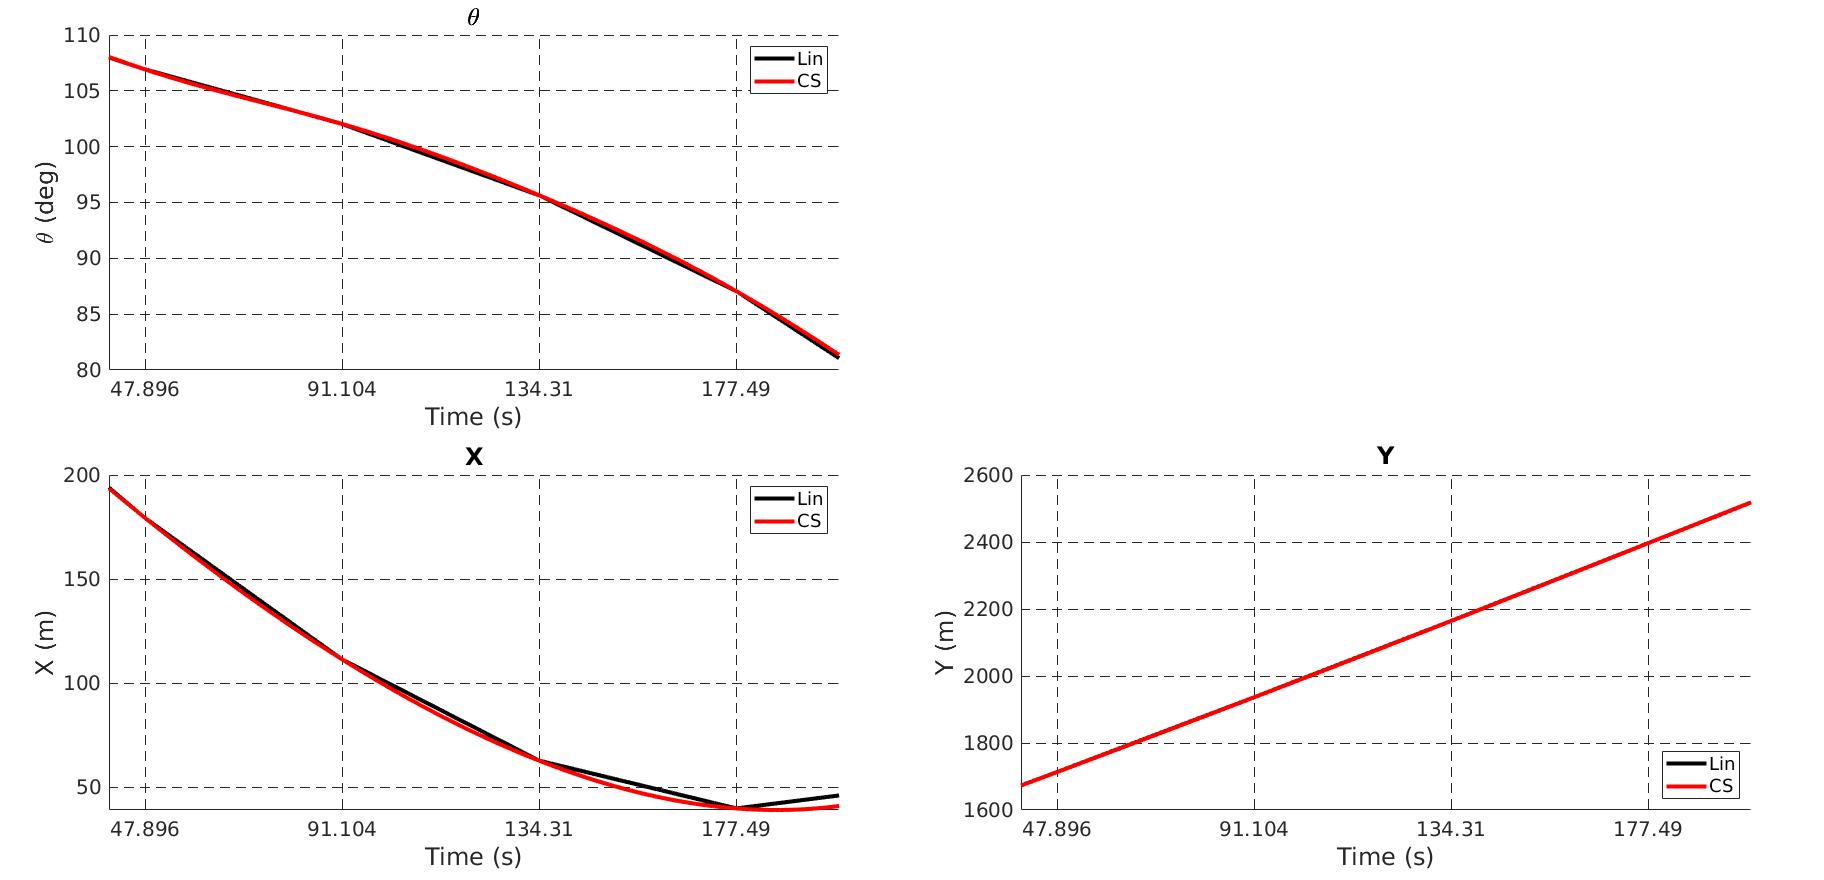 θ
110
105
100
95
90
85
80
θ (deg)
Lin
CS
47.896 91.104 134.31 177.49
Time (s)
X
200
150
100
50
X (m)
Lin
CS
47.896 91.104 134.31 177.49
Time (s)
Y
2600
2400
2200
2000
1800
1600
Y (m)
Lin
CS
47.896 91.104 134.31 177.49
Time (s)